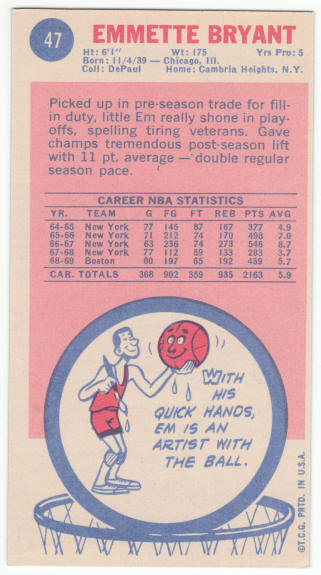 47
EMMETTE BRYANT
Ht: 6'1" Wt: 175 Yrs Pro: 5
Born: 11/4/39 — Chicago, Ill.
Coll: DePaul Home: Cambria Heights, N.Y.
Picked up in pre-season trade for fill-
in duty, little Em really shone in play-
offs, spelling tiring veterans. Gave
champs tremendous post-season lift
with 11 pt. average — double regular
season pace.
CAREER NBA STATISTICS
YR. TEAM G FG FT REB PTS AVG
64-65 New York 77 145 87 167 377 4.9
65-66 New York 71 212 74 170 498 7.0
66-67 New York 63 236 74 273 546 8.7
67-68 New York 77 112 59 133 283 3.7
68-69 Boston 80 197 65 192 459 5.7
CAR. TOTALS 368 902 359 935 2163 5.9
WITH
HIS
QUICK HANDS,
EM IS AN
ARTIST WITH
THE BALL.
©T.C.G. PRTD. IN U.S.A.